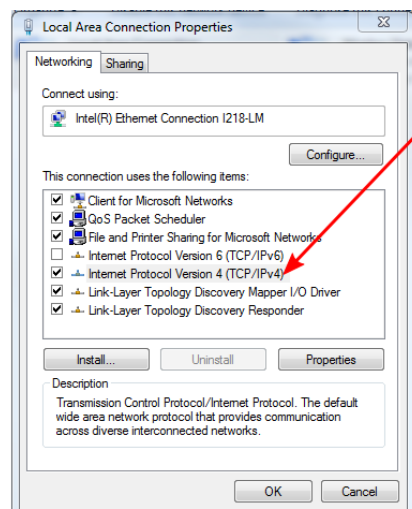 Local Area Connection Properties
Networking
Sharing
Connect using:
Intel(R) Ethernet Connection I218-LM
Configure...
This connection uses the following items:
Client for Microsoft Networks
QoS Packet Scheduler
File and Printer Sharing for Microsoft Networks
Internet Protocol Version 6 (TCP/IPv6)
Internet Protocol Version 4 (TCP/IPv4)
Link-Layer Topology Discovery Mapper I/O Driver
Link-Layer Topology Discovery Responder
Install...
Uninstall
Properties
Description
Transmission Control Protocol/Internet Protocol. The default
wide area network protocol that provides communication
across diverse interconnected networks.
OK
Cancel